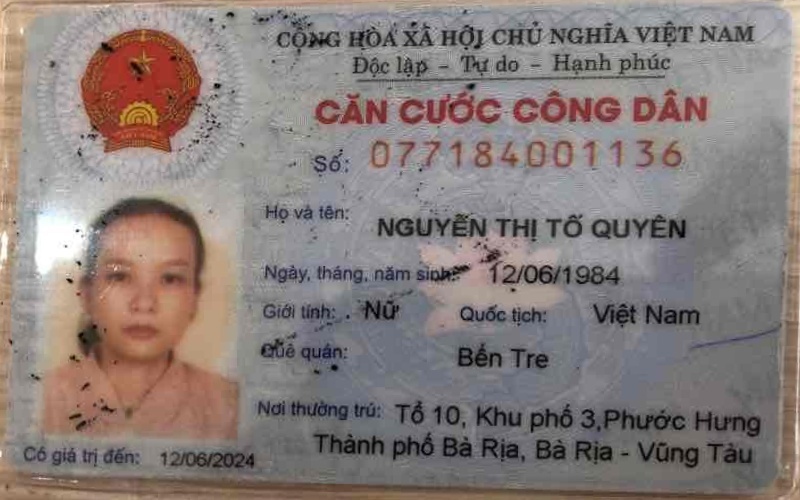 CỘNG HÒA XÃ HỘI CHỦ NGHĨA VIỆT NAM
Độc lập - Tự do - Hạnh phúc
CĂN CƯỚC CÔNG DÂN
Số: 077184001136
Họ và tên: NGUYỄN THỊ TỐ QUYÊN
Ngày, tháng, năm sinh: 12/06/1984
Giới tính: Nữ Quốc tịch: Việt Nam
Quê quán: Bến Tre
Nơi thường trú: Tổ 10, Khu phố 3,Phước Hưng
Thành phố Bà Rịa, Bà Rịa - Vũng Tàu
Có giá trị đến: 12/06/2024